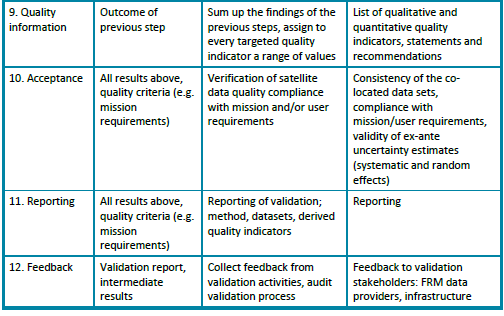 9. Quality
information
Outcome of
previous step
Sum up the findings of the
previous steps, assign to
every targeted quality
indicator a range of values
List of qualitative and
quantitative quality
indicators, statements and
recommendations
10. Acceptance
All results above,
quality criteria (e.g.
mission
requirements)
Verification of satellite
data quality compliance
with mission and/or user
requirements
Consistency of the co-
located data sets,
compliance with
mission/user requirements,
validity of ex-ante
uncertainty estimates
(systematic and random
effects)
11. Reporting
All results above,
quality criteria (e.g.
mission
requirements)
Reporting of validation;
method, datasets, derived
quality indicators
Reporting
12. Feedback
Validation report,
intermediate
results
Collect feedback from
validation activities, audit
validation process
Feedback to validation
stakeholders: FRM data
providers, infrastructure